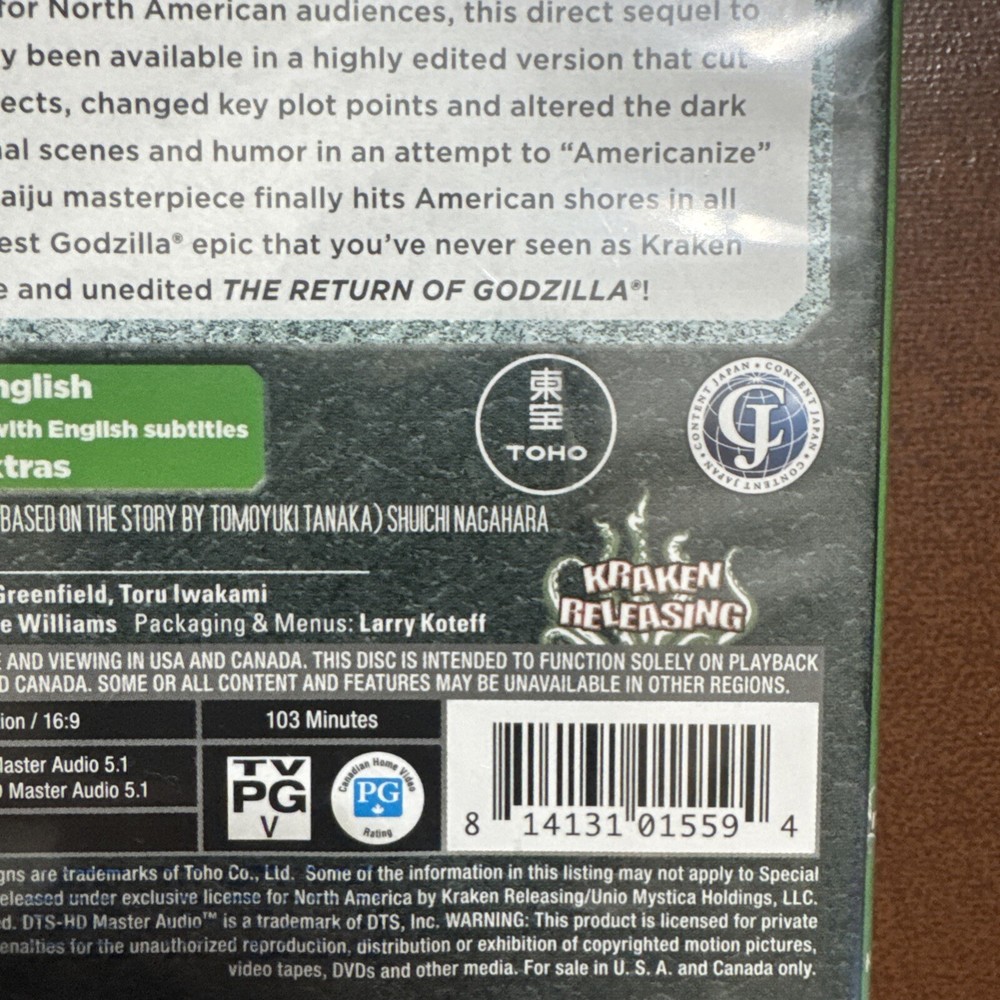 for North American audiences, this direct sequel to
y been available in a highly edited version that cut
ects, changed key plot points and altered the dark
al scenes and humor in an attempt to “Americanize”
aiju masterpiece finally hits American shores in all
est Godzilla® epic that you’ve never seen as Kraken
e and unedited THE RETURN OF GODZILLA®!
nglish
with English subtitles
xtras
東宝
TOHO
CONTENT JAPAN • CONTENT JAPAN • CONTENT JAPAN •
CJ
(BASED ON THE STORY BY TOMOYUKI TANAKA) SHUICHI NAGAHARA
Greenfield, Toru Iwakami
e Williams Packaging & Menus: Larry Koteff
KRAKEN
RELEASING
E AND VIEWING IN USA AND CANADA. THIS DISC IS INTENDED TO FUNCTION SOLELY ON PLAYBACK
D CANADA. SOME OR ALL CONTENT AND FEATURES MAY BE UNAVAILABLE IN OTHER REGIONS.
ion / 16:9
103 Minutes
Master Audio 5.1
D Master Audio 5.1
TV
PG
V
Canadian Home Video
PG
Rating
8 14131 01559 4
gns are trademarks of Toho Co., Ltd. Some of the information in this listing may not apply to Special
eleased under exclusive license for North America by Kraken Releasing/Unio Mystica Holdings, LLC.
d. DTS-HD Master Audio™ is a trademark of DTS, Inc. WARNING: This product is licensed for private
enalties for the unauthorized reproduction, distribution or exhibition of copyrighted motion pictures,
video tapes, DVDs and other media. For sale in U. S. A. and Canada only.